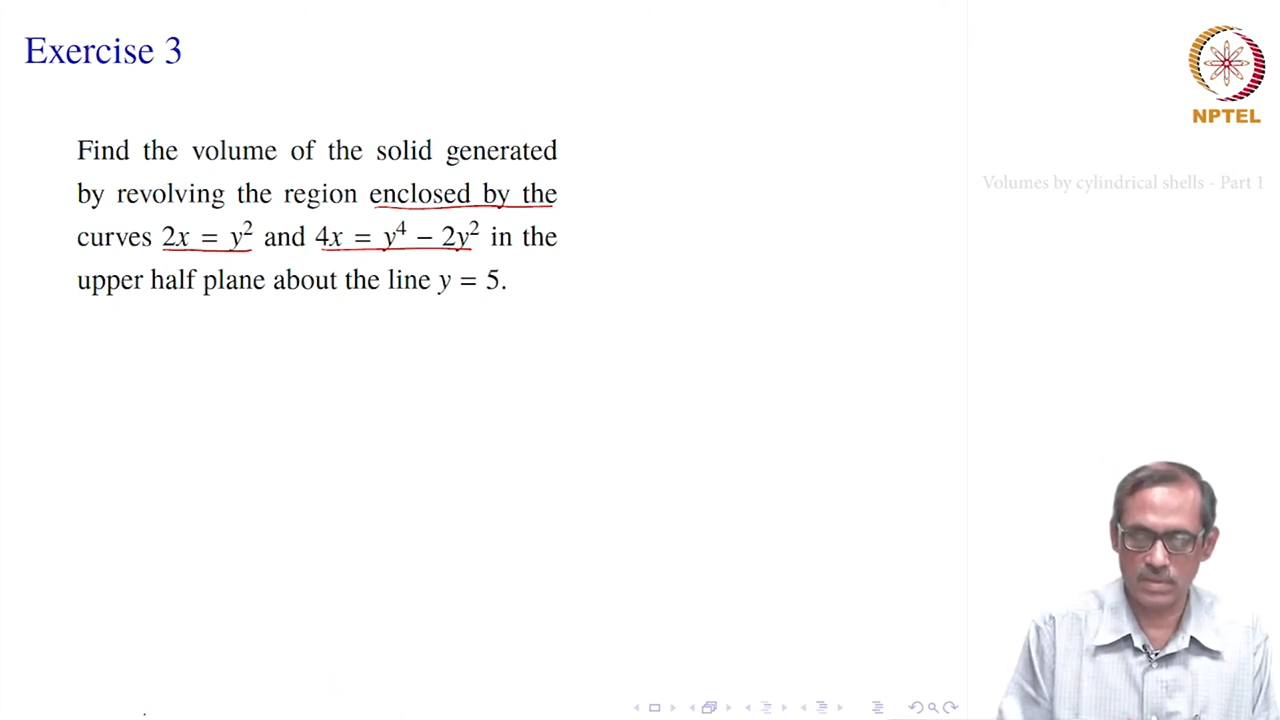 Exercise 3
NPTEL
Find the volume of the solid generated
by revolving the region enclosed by the
curves 2x = y² and 4x = y⁴ − 2y² in the
upper half plane about the line y = 5.
Volumes by cylindrical shells - Part 1